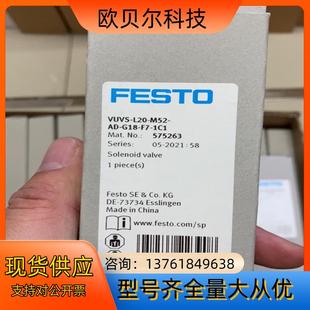 欧贝尔科技
FESTO
VUVS-L20-M52-
AD-G18-F7-1C1
Mat. No.: 575263
Series: 05-2021 : 58
Solenoid valve
1 piece(s)
Festo SE & Co. KG
DE-73734 Esslingen
Made in China
www.festo.com/sp
现货供应
支持对公开票
咨询：13761849638
型号齐全量大从优